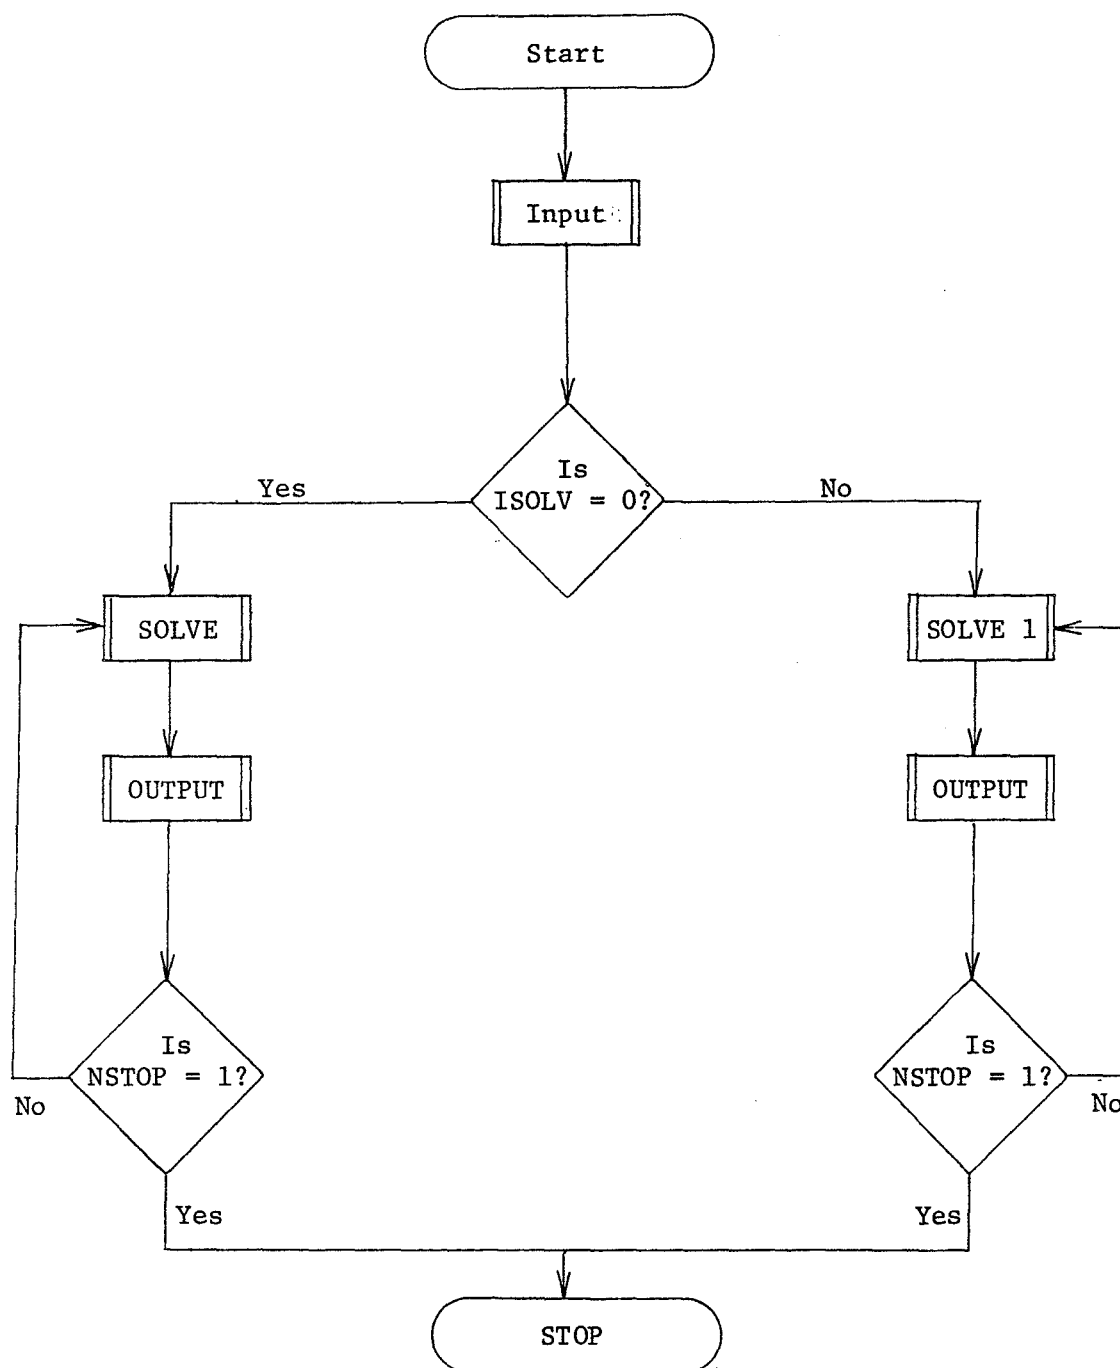 Start
Input
Is
ISOLV = 0?
Yes
No
SOLVE
SOLVE 1
OUTPUT
OUTPUT
Is
NSTOP = 1?
Is
NSTOP = 1?
No
No
Yes
Yes
STOP